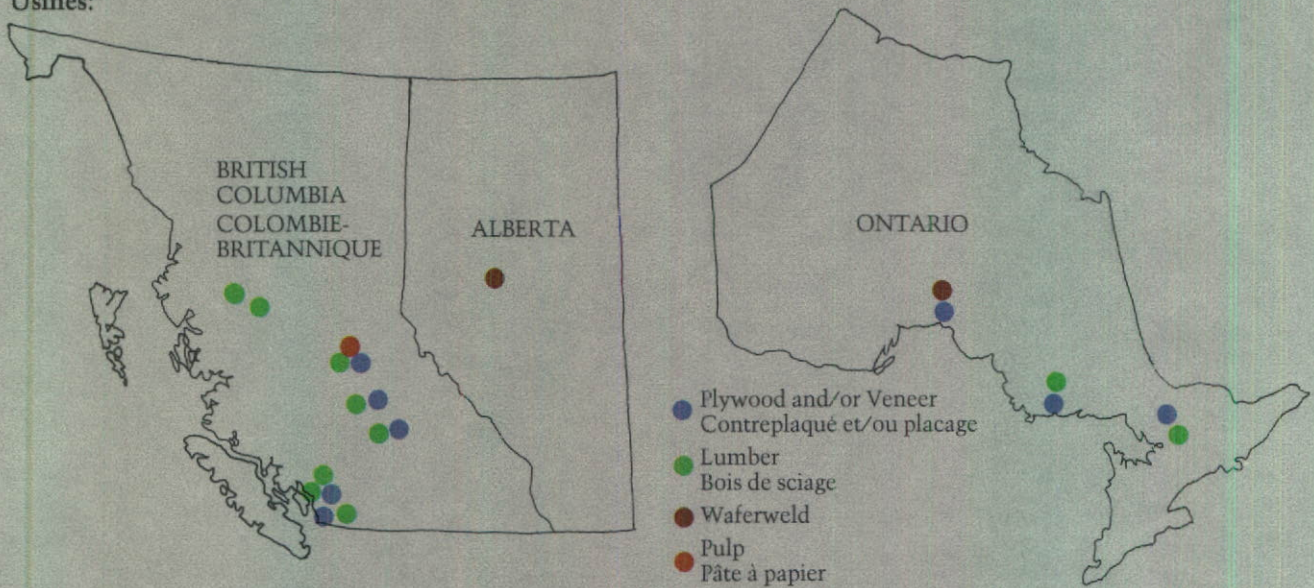 Usines:
BRITISH
COLUMBIA
COLOMBIE-
BRITANNIQUE
ALBERTA
ONTARIO
Plywood and/or Veneer
Contreplaqué et/ou placage
Lumber
Bois de sciage
Waferweld
Pulp
Pâte à papier